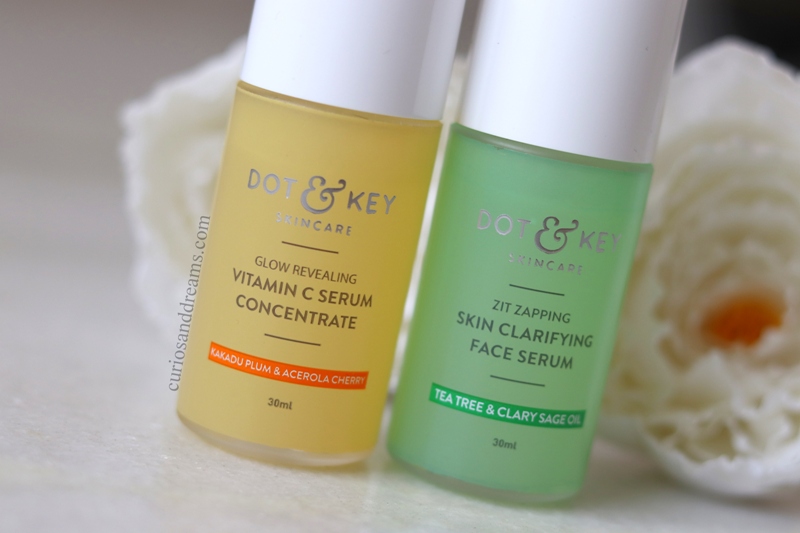 DOT & KEY
SKINCARE
GLOW REVEALING
VITAMIN C SERUM
CONCENTRATE
KAKADU PLUM & ACEROLA CHERRY
30ml
DOT & KEY
SKINCARE
ZIT ZAPPING
SKIN CLARIFYING
FACE SERUM
TEA TREE & CLARY SAGE OIL
30ml
curiosanddreams.com